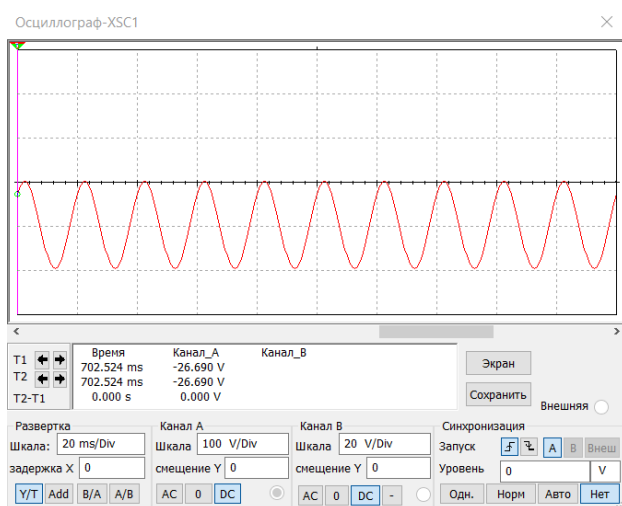 Осциллограф-XSC1
T1
T2
T2-T1
Время Канал_А Канал_В
702.524 ms -26.690 V
702.524 ms -26.690 V
0.000 s 0.000 V
Экран
Сохранить
Внешняя
Развертка
Шкала: 20 ms/Div
задержка X 0
Y/T Add B/A A/B
Канал А
Шкала 100 V/Div
смещение Y 0
AC 0 DC
Канал В
Шкала 20 V/Div
смещение Y 0
AC 0 DC -
Синхронизация
Запуск A B Внеш
Уровень 0 V
Одн. Норм Авто Нет